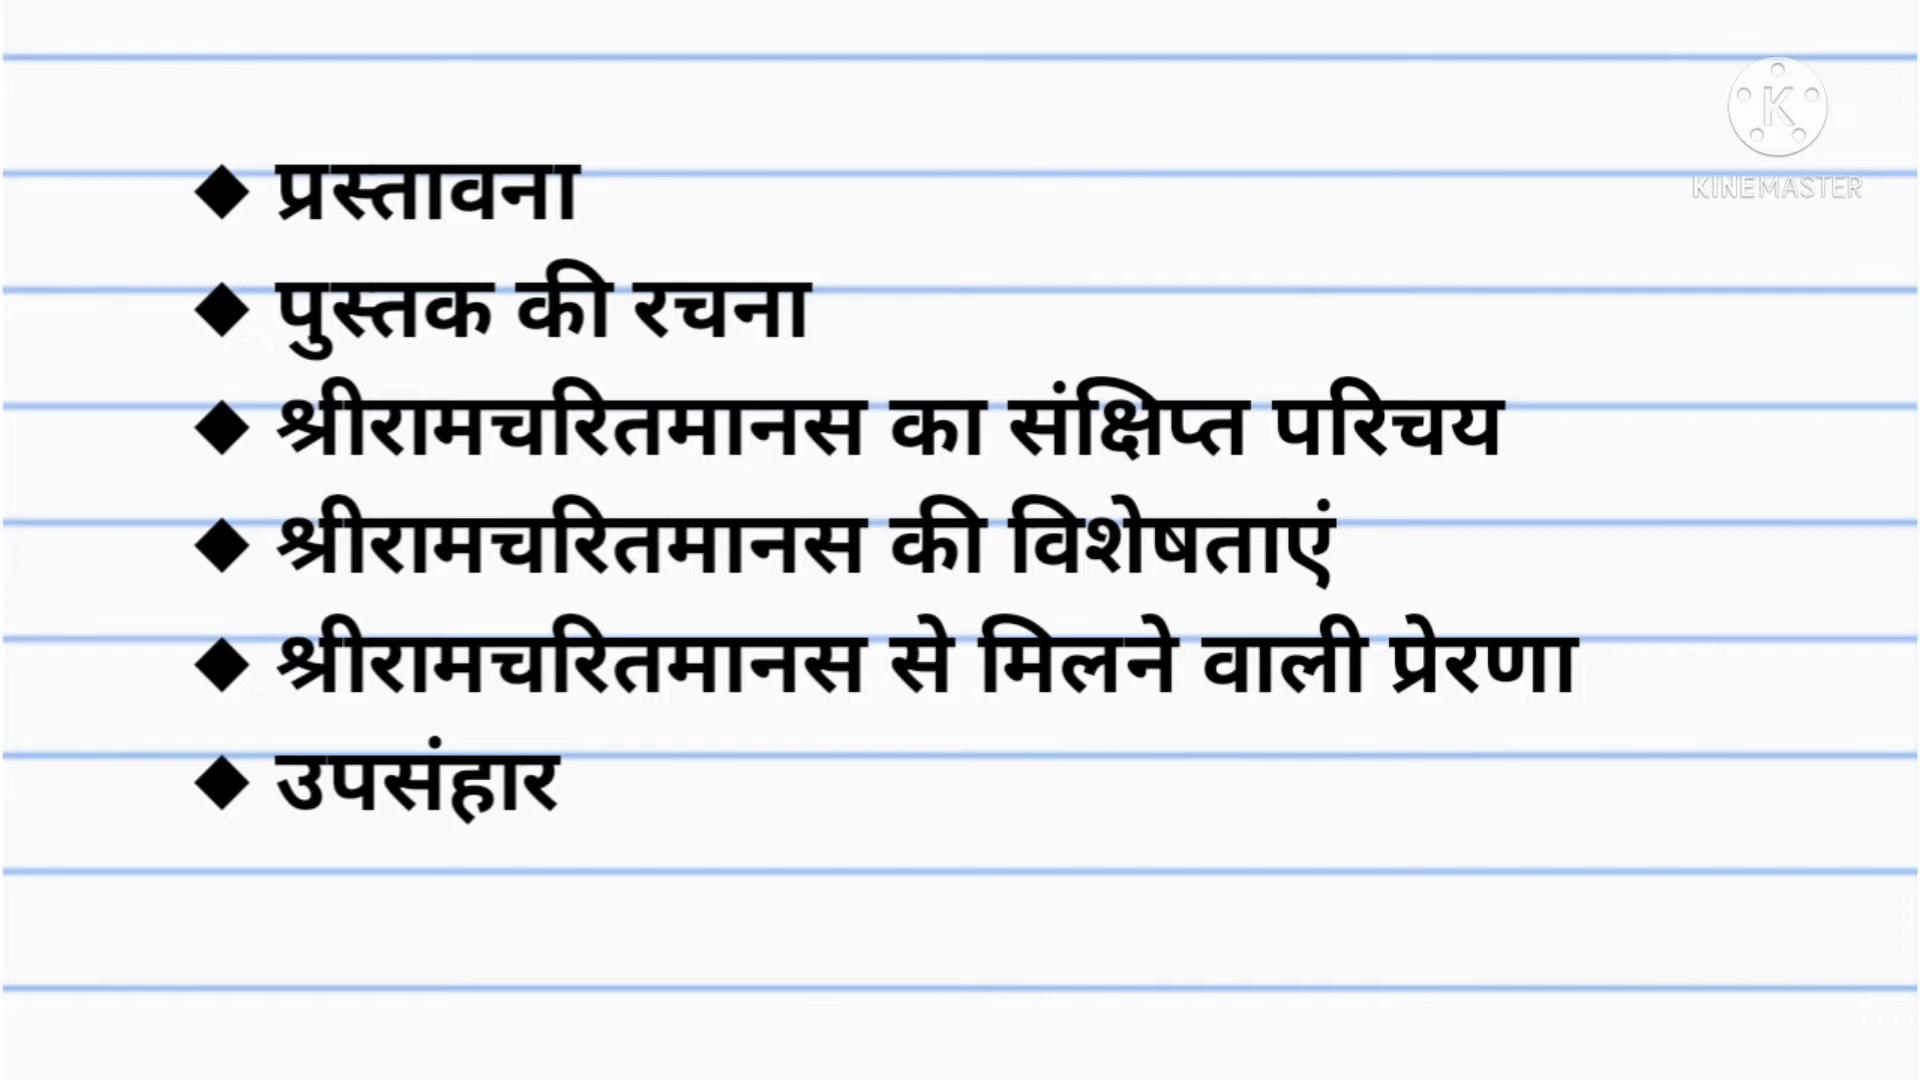 ◆ प्रस्तावना
◆ पुस्तक की रचना
◆ श्रीरामचरितमानस का संक्षिप्त परिचय
◆ श्रीरामचरितमानस की विशेषताएं
◆ श्रीरामचरितमानस से मिलने वाली प्रेरणा
◆ उपसंहार
K
KINEMASTER